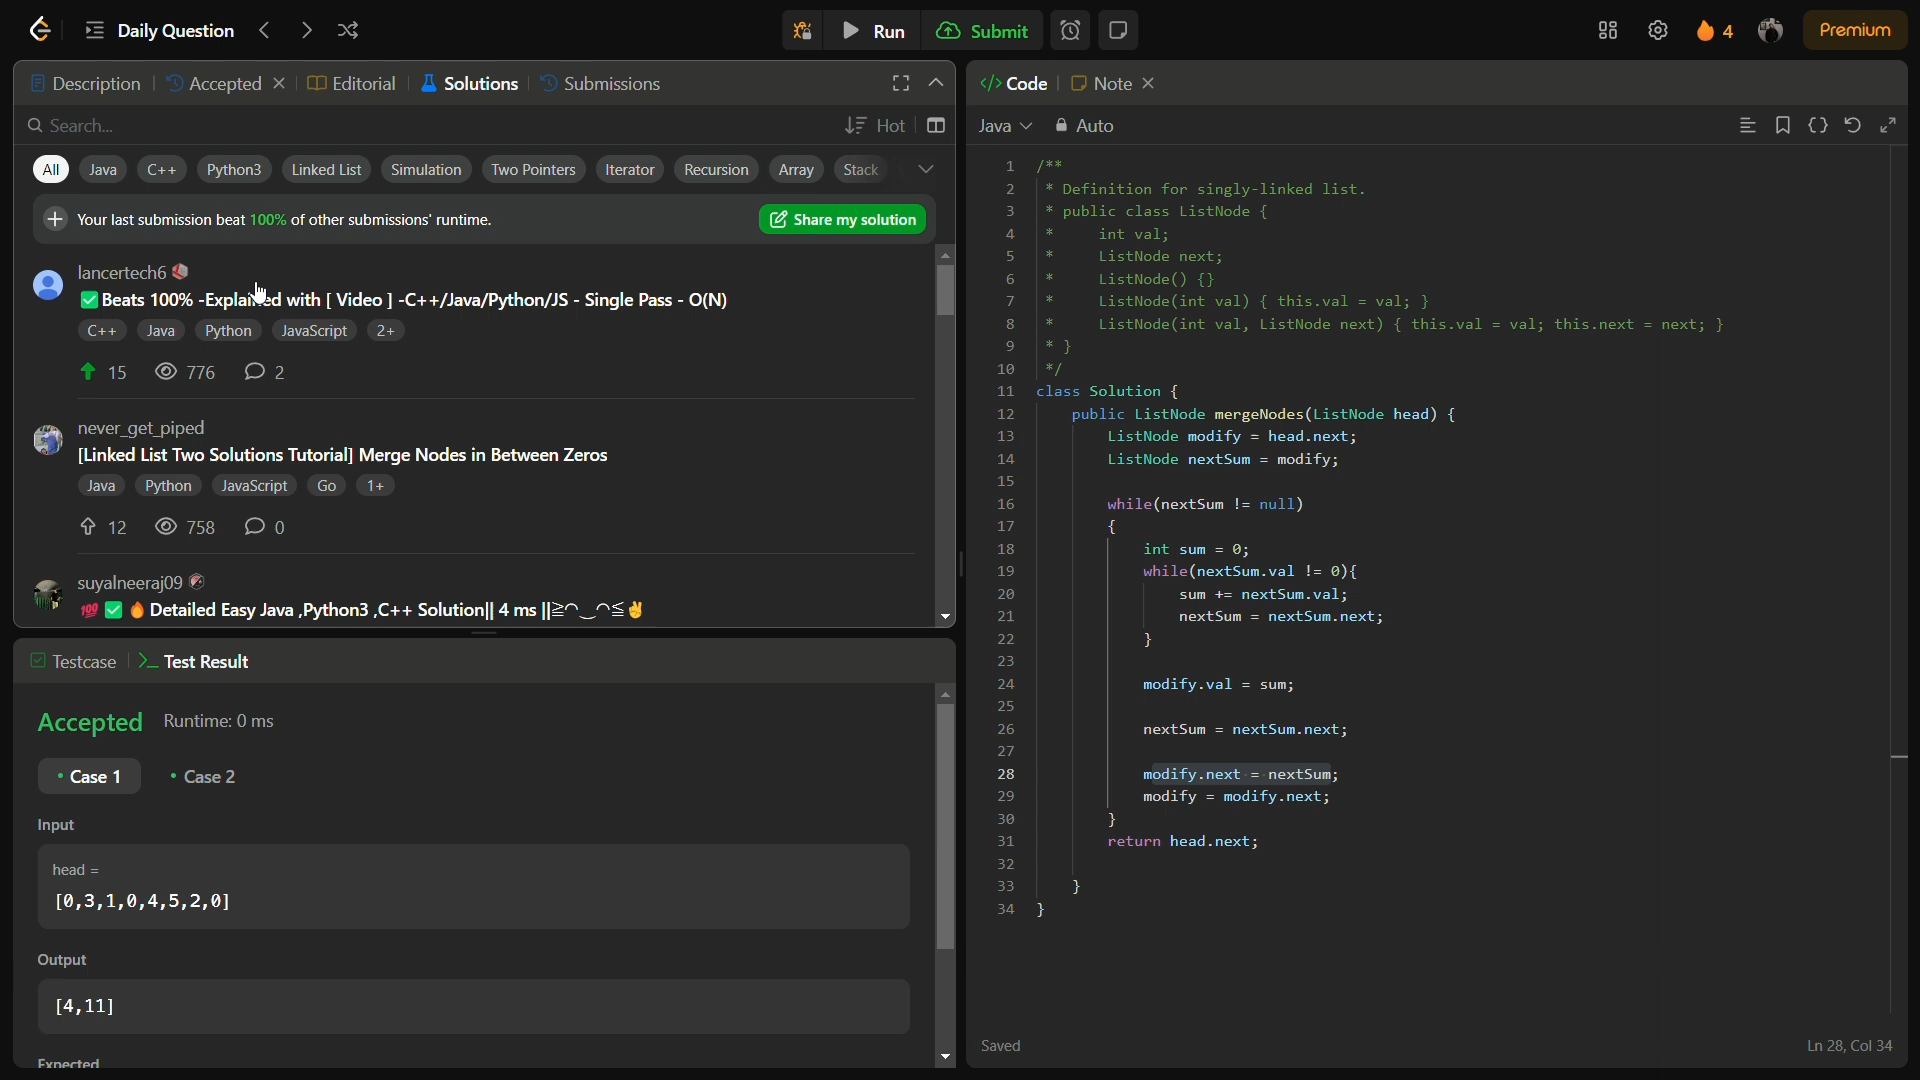 Daily Question
Run
Submit
4
Premium
Description
Accepted
Editorial
Solutions
Submissions
Search...
Hot
All
Java
C++
Python3
Linked List
Simulation
Two Pointers
Iterator
Recursion
Array
Stack
Your last submission beat 100% of other submissions' runtime.
Share my solution
lancertech6
✅Beats 100% -Explained with [ Video ] -C++/Java/Python/JS - Single Pass - O(N)
C++ Java Python JavaScript 2+
15 776 2
never_get_piped
[Linked List Two Solutions Tutorial] Merge Nodes in Between Zeros
Java Python JavaScript Go 1+
12 758 0
suyalneeraj09
💯 ✅ 🔥 Detailed Easy Java ,Python3 ,C++ Solution|| 4 ms ||≧◠‿◠≦✌
Testcase
Test Result
Accepted Runtime: 0 ms
• Case 1 • Case 2
Input
head =
[0,3,1,0,4,5,2,0]
Output
[4,11]
Expected
</> Code
Note
Java
Auto
1 /**
2  * Definition for singly-linked list.
3  * public class ListNode {
4  *     int val;
5  *     ListNode next;
6  *     ListNode() {}
7  *     ListNode(int val) { this.val = val; }
8  *     ListNode(int val, ListNode next) { this.val = val; this.next = next; }
9  * }
10  */
11 class Solution {
12     public ListNode mergeNodes(ListNode head) {
13         ListNode modify = head.next;
14         ListNode nextSum = modify;
15
16         while(nextSum != null)
17         {
18             int sum = 0;
19             while(nextSum.val != 0){
20                 sum += nextSum.val;
21                 nextSum = nextSum.next;
22             }
23
24             modify.val = sum;
25
26             nextSum = nextSum.next;
27
28             modify.next = nextSum;
29             modify = modify.next;
30         }
31         return head.next;
32
33     }
34 }
Saved
Ln 28, Col 34